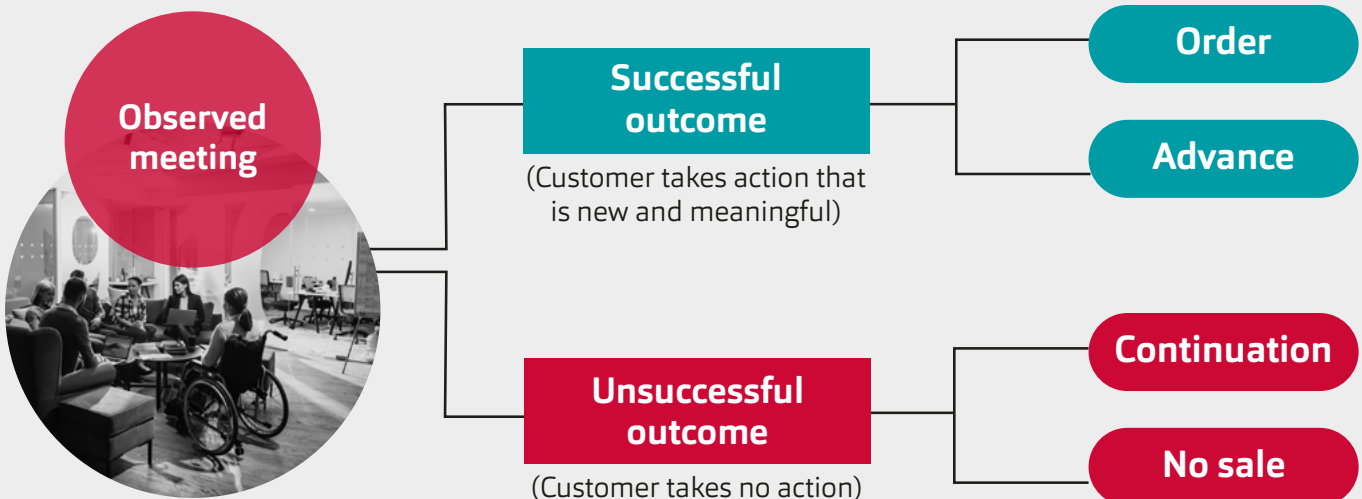 Observed
meeting
Successful
outcome
(Customer takes action that
is new and meaningful)
Order
Advance
Unsuccessful
outcome
(Customer takes no action)
Continuation
No sale